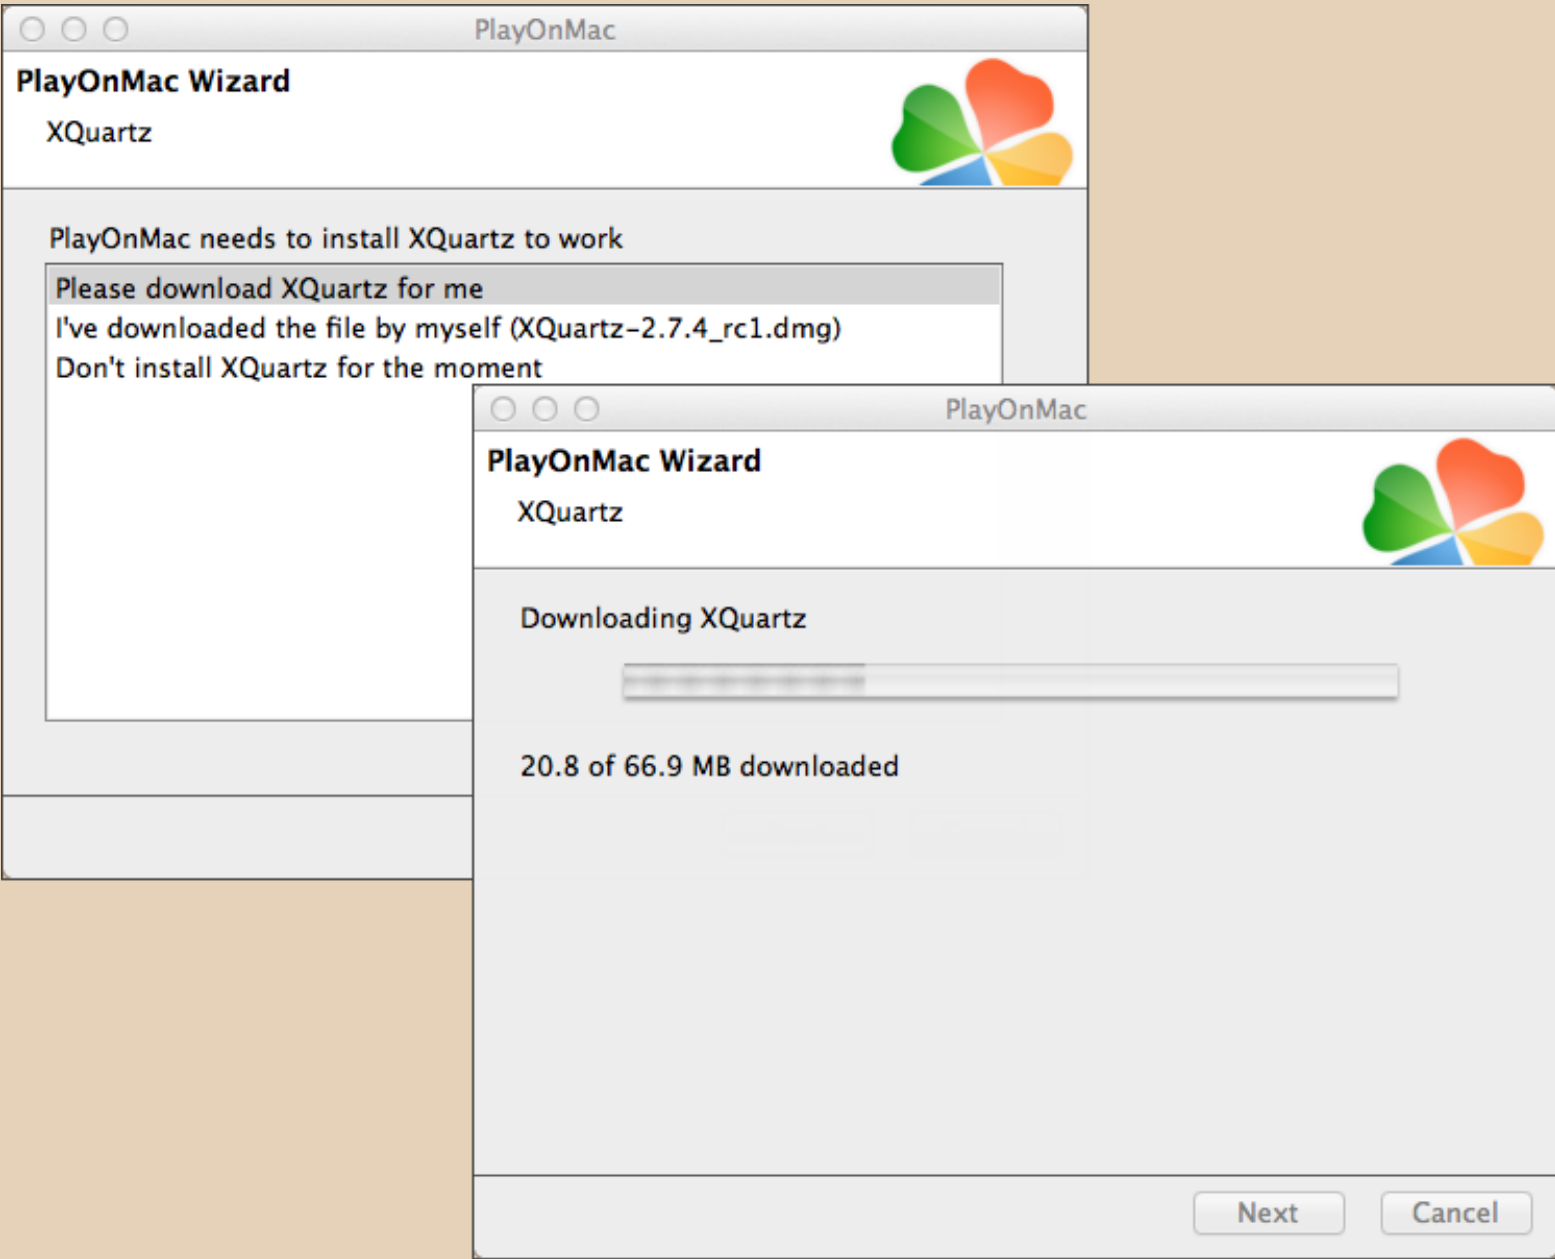 PlayOnMac
PlayOnMac Wizard
XQuartz
PlayOnMac needs to install XQuartz to work
Please download XQuartz for me
I've downloaded the file by myself (XQuartz-2.7.4_rc1.dmg)
Don't install XQuartz for the moment
PlayOnMac
PlayOnMac Wizard
XQuartz
Downloading XQuartz
20.8 of 66.9 MB downloaded
Next
Cancel